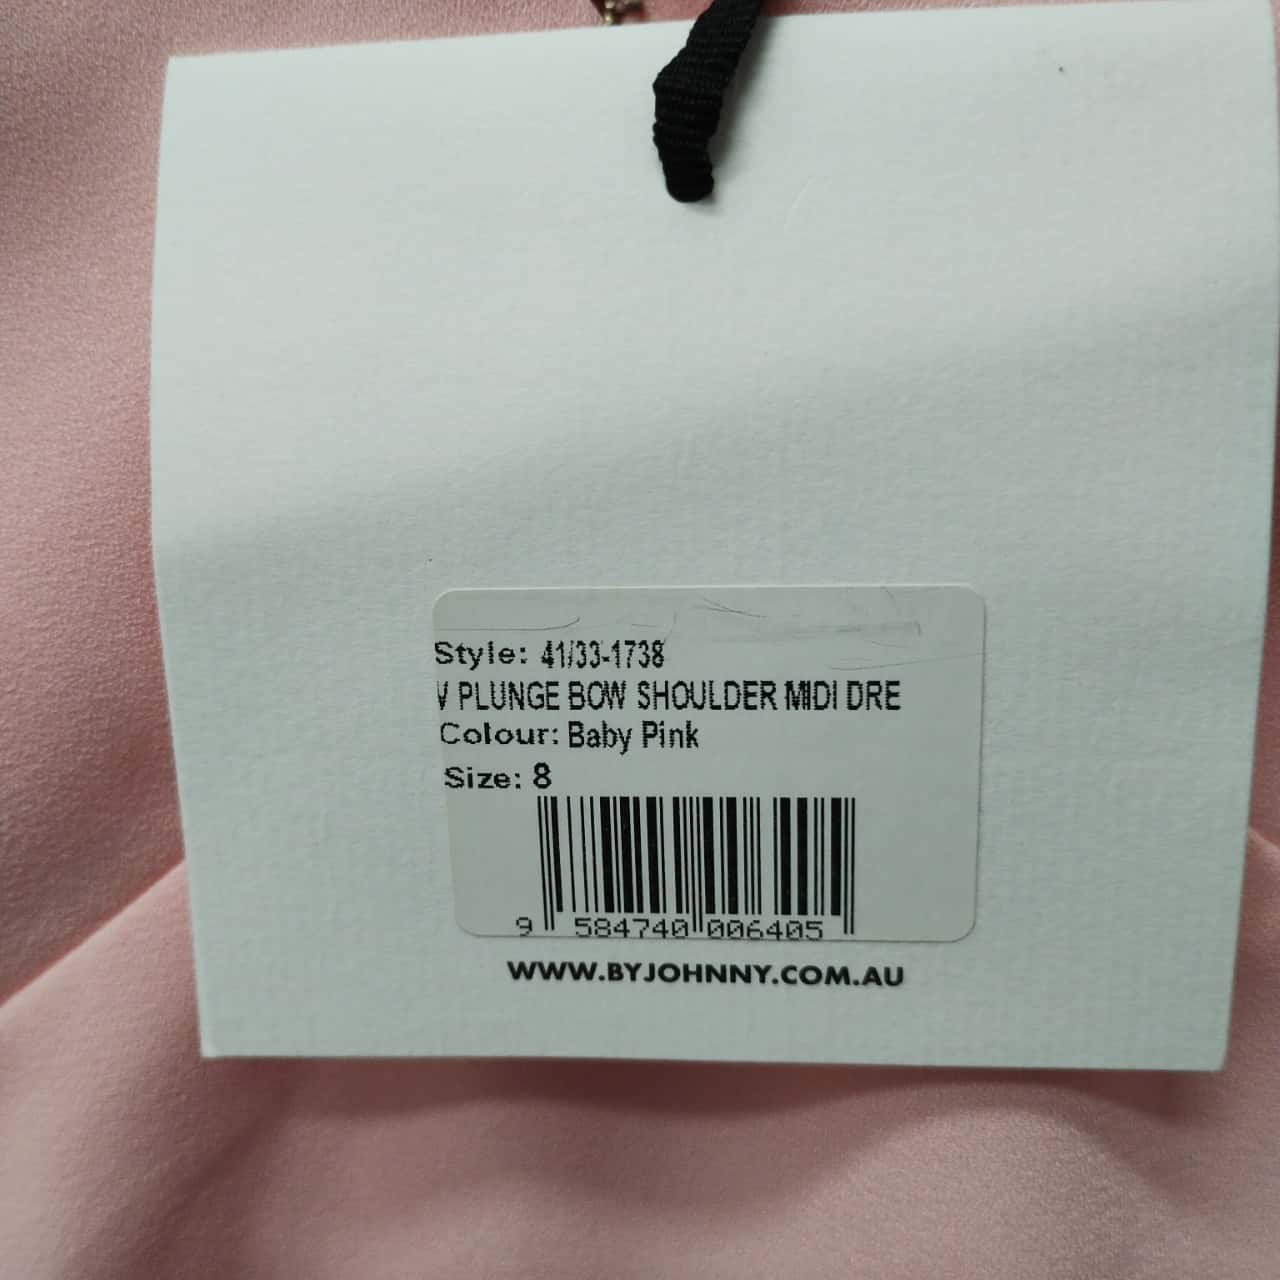 Style: 41/33-1738
V PLUNGE BOW SHOULDER MIDI DRE
Colour: Baby Pink
Size: 8
9 584740 006405
WWW.BYJOHNNY.COM.AU